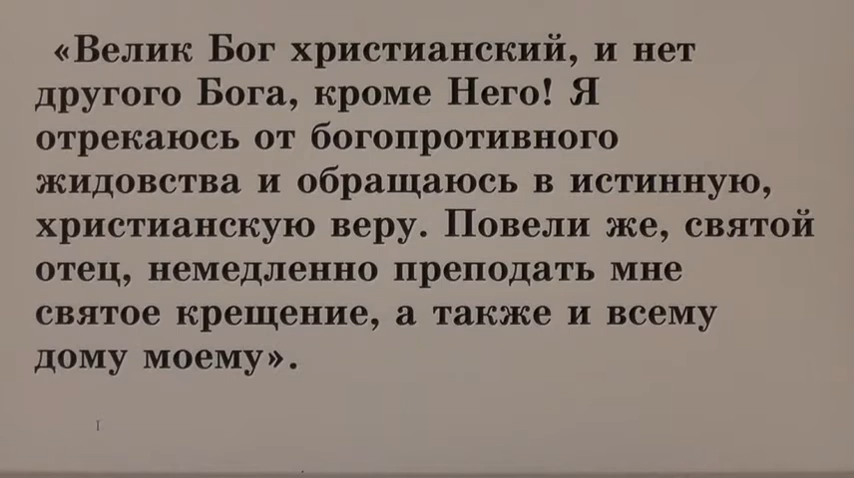 «Велик Бог христианский, и нет
другого Бога, кроме Него! Я
отрекаюсь от богопротивного
жидовства и обращаюсь в истинную,
христианскую веру. Повели же, святой
отец, немедленно преподать мне
святое крещение, а также и всему
дому моему».